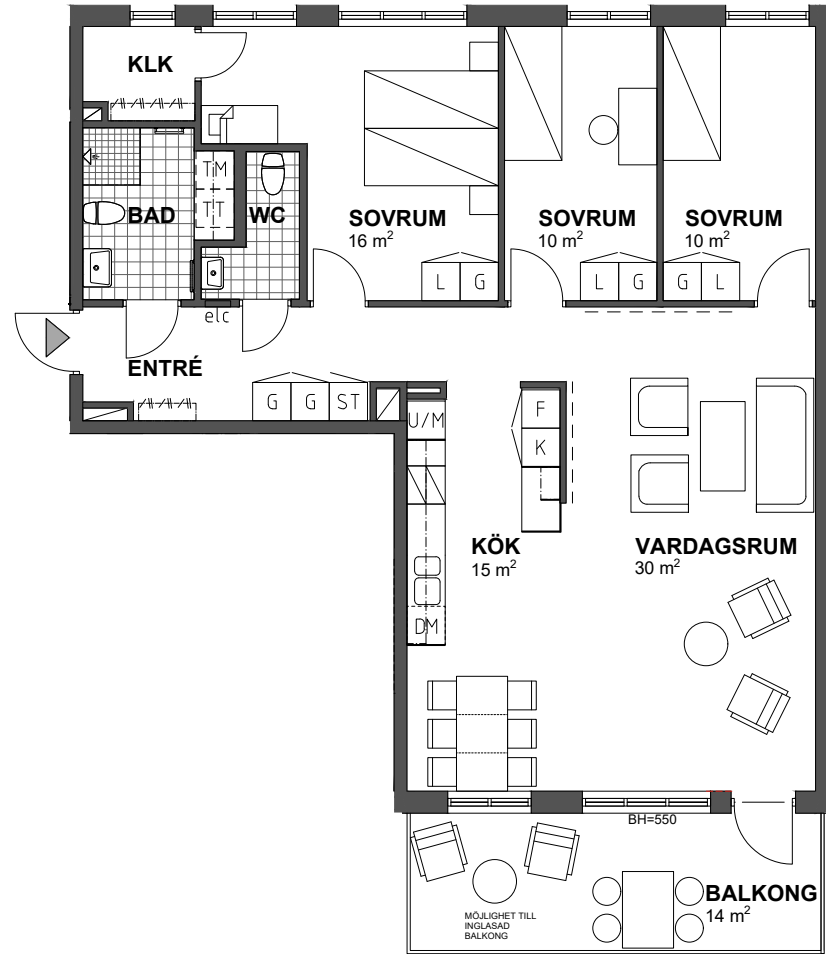 KLK
TM
TT
BAD
WC
SOVRUM
16 m²
SOVRUM
10 m²
SOVRUM
10 m²
L G
L G
G L
elc
ENTRÉ
G G ST
U/M
F
K
KÖK
15 m²
VARDAGSRUM
30 m²
DM
BH=550
BALKONG
14 m²
MÖJLIGHET TILL
INGLASAD
BALKONG